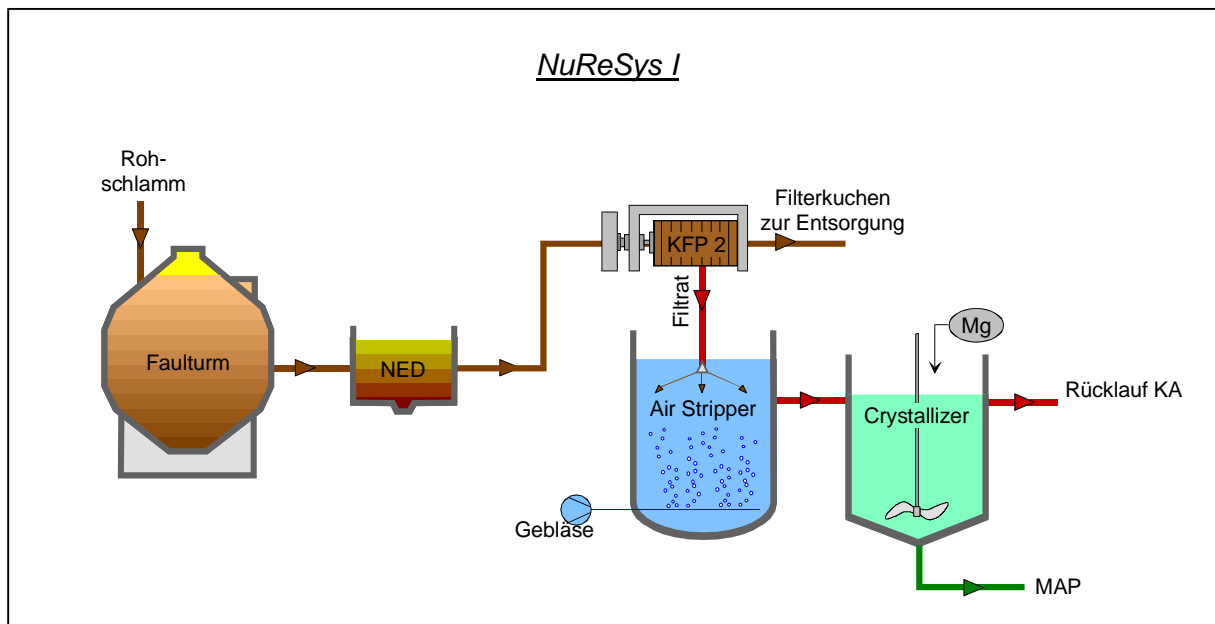 NuReSys I
Roh-
schlamm
Filterkuchen
zur Entsorgung
KFP 2
Filtrat
Mg
Faulturm
NED
Air Stripper
Crystallizer
Rücklauf KA
Gebläse
MAP